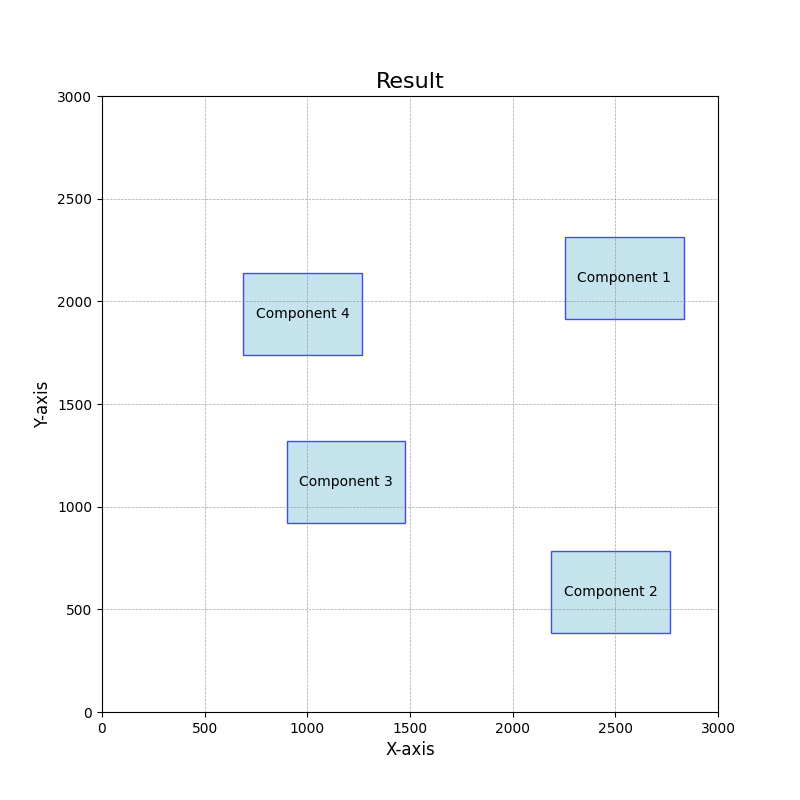 Result
3000
2500
2000
1500
1000
500
0
Y-axis
Component 1
Component 4
Component 3
Component 2
0 500 1000 1500 2000 2500 3000
X-axis